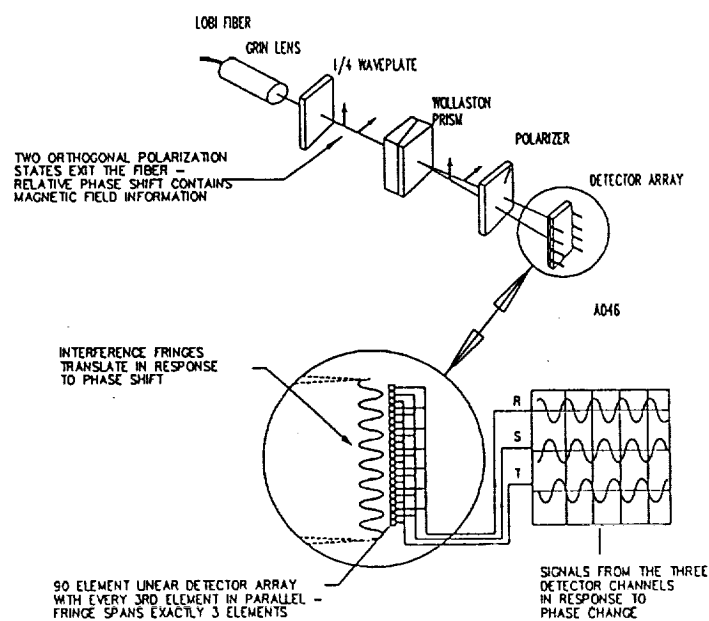 LOBI FIBER
GRIN LENS
1/4 WAVEPLATE
WOLLASTON
PRISM
POLARIZER
DETECTOR ARRAY
TWO ORTHOGONAL POLARIZATION
STATES EXIT THE FIBER –
RELATIVE PHASE SHIFT CONTAINS
MAGNETIC FIELD INFORMATION
A046
INTERFERENCE FRINGES
TRANSLATE IN RESPONSE
TO PHASE SHIFT
R
S
T
90 ELEMENT LINEAR DETECTOR ARRAY
WITH EVERY 3RD ELEMENT IN PARALLEL –
FRINGE SPANS EXACTLY 3 ELEMENTS
SIGNALS FROM THE THREE
DETECTOR CHANNELS
IN RESPONSE TO
PHASE CHANGE